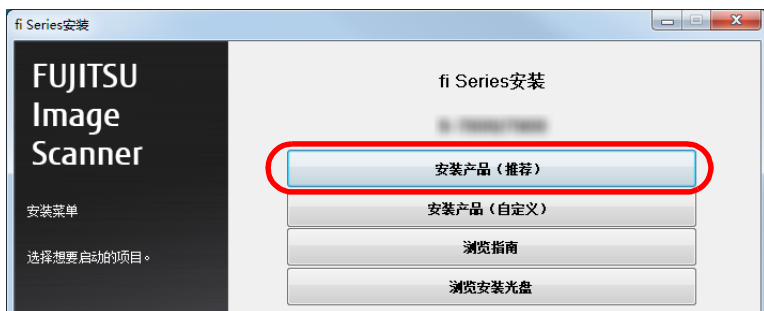 fi Series安装
FUJITSU
Image
Scanner
安装菜单
选择想要启动的项目。
fi Series安装
安装产品（推荐）
安装产品（自定义）
浏览指南
浏览安装光盘